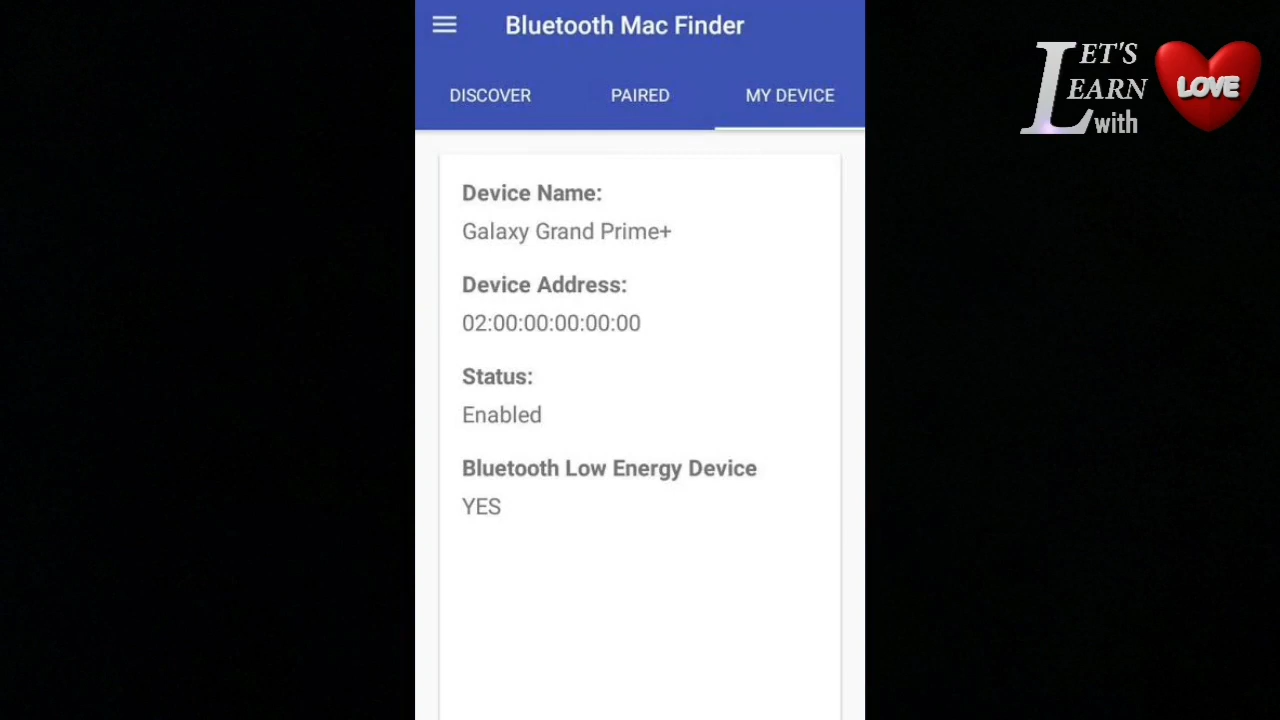 Bluetooth Mac Finder
DISCOVER PAIRED MY DEVICE
Device Name:
Galaxy Grand Prime+
Device Address:
02:00:00:00:00:00
Status:
Enabled
Bluetooth Low Energy Device
YES
LET'S
LEARN
with
LOVE